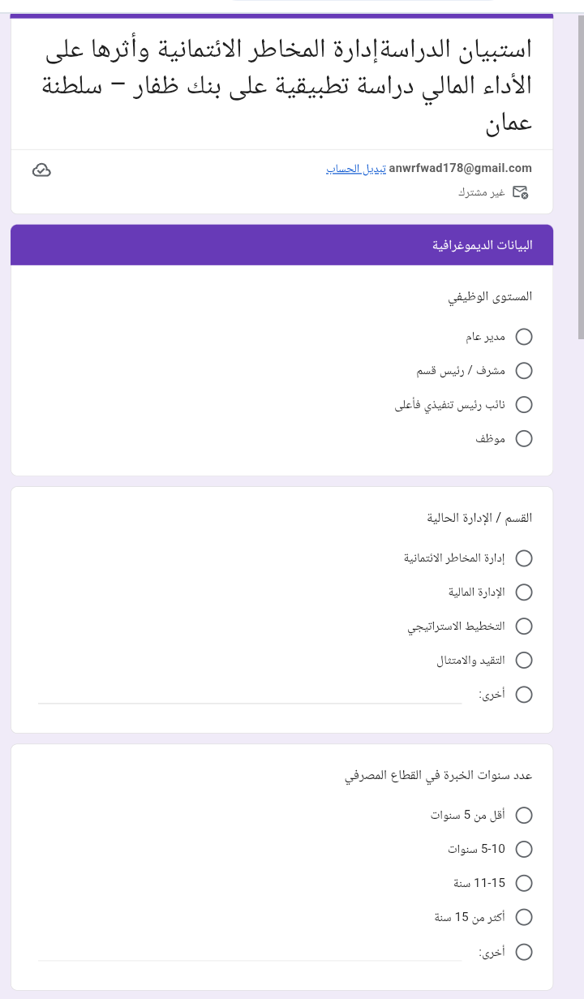 استبيان الدراسةإدارة المخاطر الائتمانية وأثرها على
الأداء المالي دراسة تطبيقية على بنك ظفار – سلطنة
عمان
anwrfwad178@gmail.com تبديل الحساب
غير مشترك
البيانات الديموغرافية
المستوى الوظيفي
مدير عام
مشرف / رئيس قسم
نائب رئيس تنفيذي فأعلى
موظف
القسم / الإدارة الحالية
إدارة المخاطر الائتمانية
الإدارة المالية
التخطيط الاستراتيجي
التقيد والامتثال
أخرى:
عدد سنوات الخبرة في القطاع المصرفي
أقل من 5 سنوات
5-10 سنوات
11-15 سنة
أكثر من 15 سنة
أخرى: